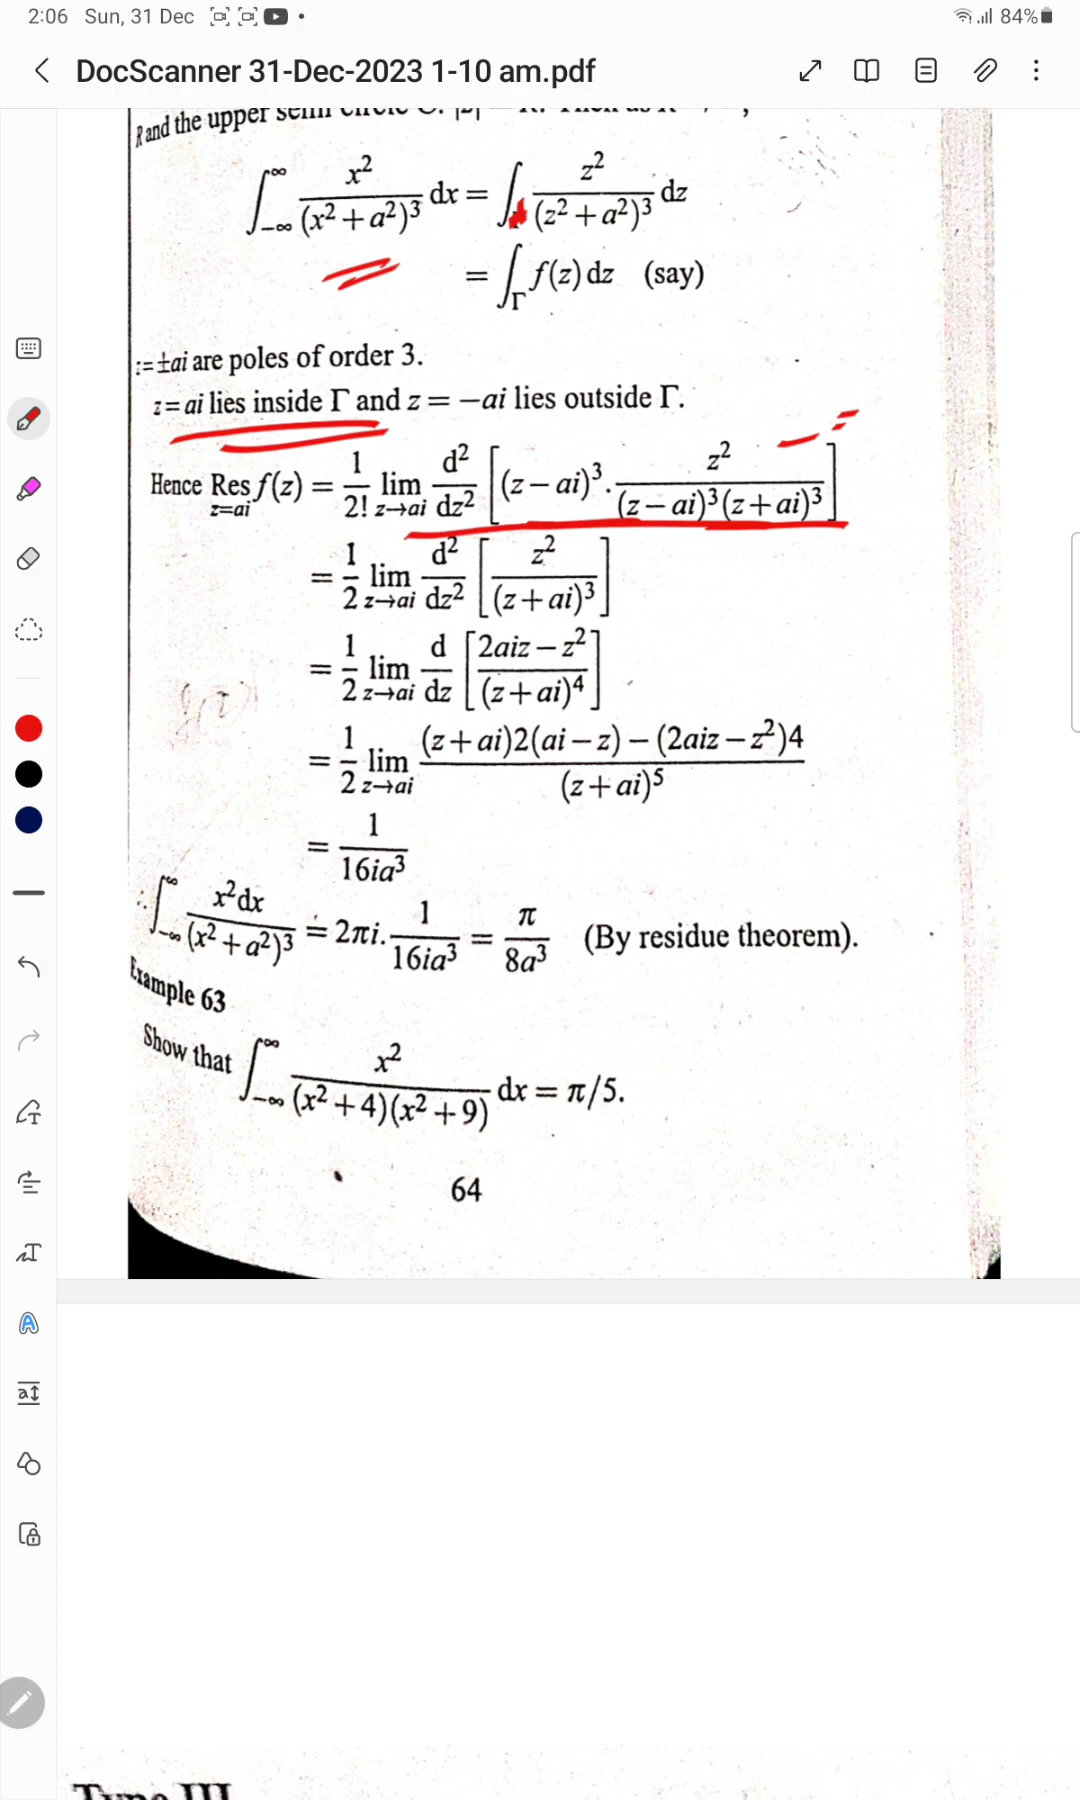 2:06 Sun, 31 Dec
84%
DocScanner 31-Dec-2023 1-10 am.pdf
R and the upper semi circle C: |z| = R. Then as R
∫_{-∞}^{∞} x²/(x² + a²)³ dx = ∫ z²/(z² + a²)³ dz
= ∫_Γ f(z) dz (say)
:= ±ai are poles of order 3.
z = ai lies inside Γ and z = −ai lies outside Γ.
Hence Res_{z=ai} f(z) = 1/2! lim_{z→ai} d²/dz² [(z − ai)³ . z²/((z − ai)³(z + ai)³)]
= 1/2 lim_{z→ai} d²/dz² [z²/(z + ai)³]
= 1/2 lim_{z→ai} d/dz [(2aiz − z²)/(z + ai)⁴]
= 1/2 lim_{z→ai} ((z + ai)2(ai − z) − (2aiz − z²)4)/(z + ai)⁵
= 1/(16ia³)
∴ ∫_{-∞}^{∞} x²dx/(x² + a²)³ = 2πi. 1/(16ia³) = π/(8a³) (By residue theorem).
Example 63
Show that ∫_{-∞}^{∞} x²/((x² + 4)(x² + 9)) dx = π/5.
64
Type III